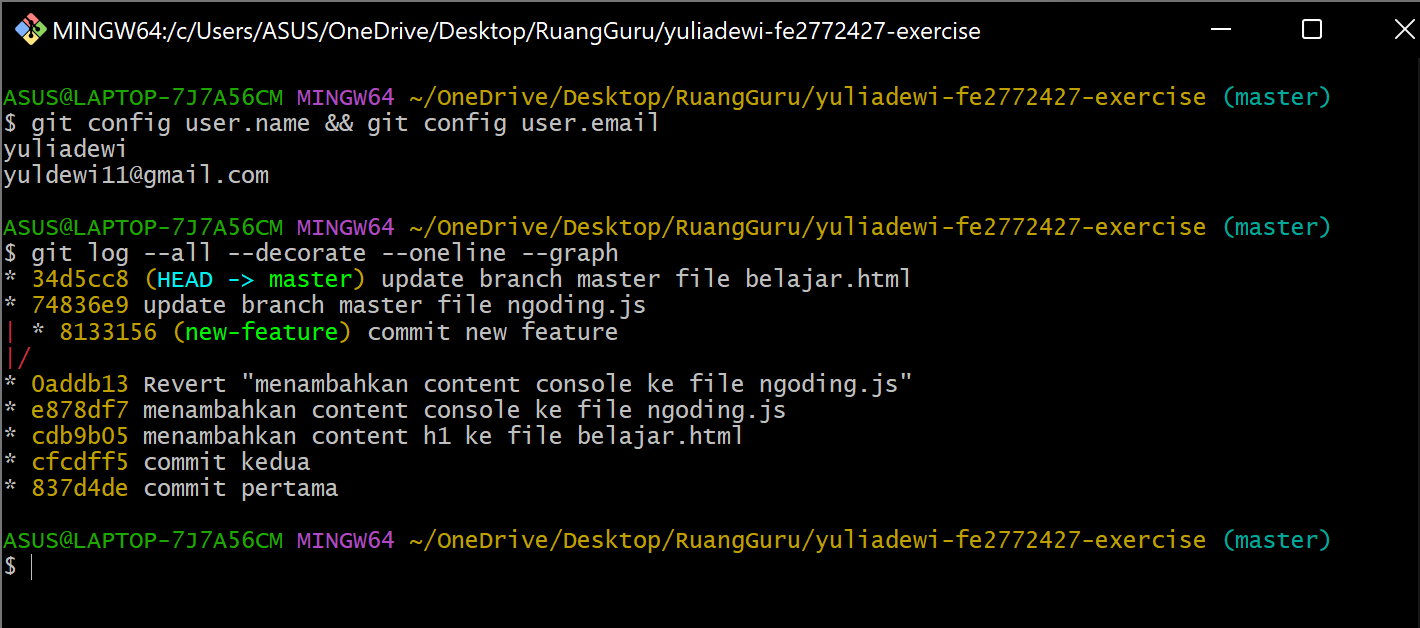 MINGW64:/c/Users/ASUS/OneDrive/Desktop/RuangGuru/yuliadewi-fe2772427-exercise
ASUS@LAPTOP-7J7A56CM MINGW64 ~/OneDrive/Desktop/RuangGuru/yuliadewi-fe2772427-exercise (master)
$ git config user.name && git config user.email
yuliadewi
yuldewi11@gmail.com
ASUS@LAPTOP-7J7A56CM MINGW64 ~/OneDrive/Desktop/RuangGuru/yuliadewi-fe2772427-exercise (master)
$ git log --all --decorate --oneline --graph
* 34d5cc8 (HEAD -> master) update branch master file belajar.html
* 74836e9 update branch master file ngoding.js
| * 8133156 (new-feature) commit new feature
|/
* 0addb13 Revert "menambahkan content console ke file ngoding.js"
* e878df7 menambahkan content console ke file ngoding.js
* cdb9b05 menambahkan content h1 ke file belajar.html
* cfcdff5 commit kedua
* 837d4de commit pertama
ASUS@LAPTOP-7J7A56CM MINGW64 ~/OneDrive/Desktop/RuangGuru/yuliadewi-fe2772427-exercise (master)
$